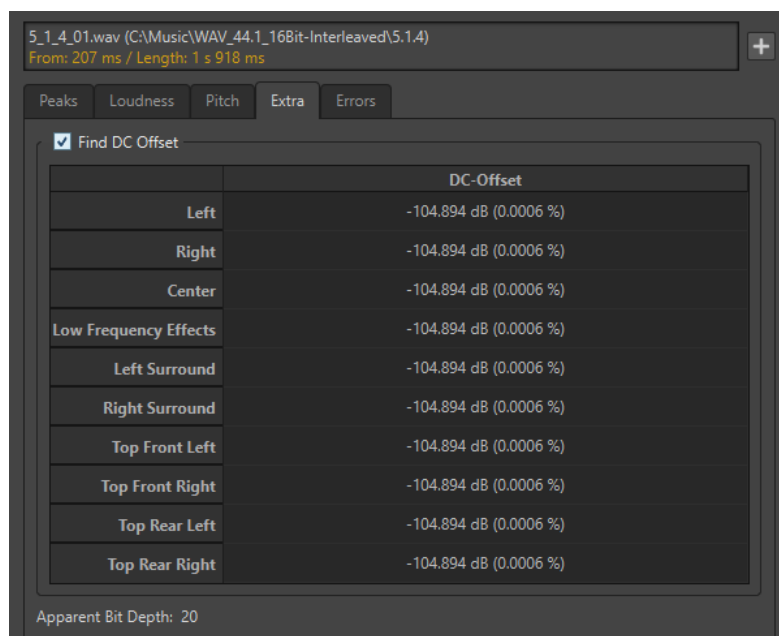 5_1_4_01.wav (C:\Music\WAV_44.1_16Bit-Interleaved\5.1.4)
From: 207 ms / Length: 1 s 918 ms
Peaks Loudness Pitch Extra Errors
Find DC Offset
DC-Offset
Left -104.894 dB (0.0006 %)
Right -104.894 dB (0.0006 %)
Center -104.894 dB (0.0006 %)
Low Frequency Effects -104.894 dB (0.0006 %)
Left Surround -104.894 dB (0.0006 %)
Right Surround -104.894 dB (0.0006 %)
Top Front Left -104.894 dB (0.0006 %)
Top Front Right -104.894 dB (0.0006 %)
Top Rear Left -104.894 dB (0.0006 %)
Top Rear Right -104.894 dB (0.0006 %)
Apparent Bit Depth: 20